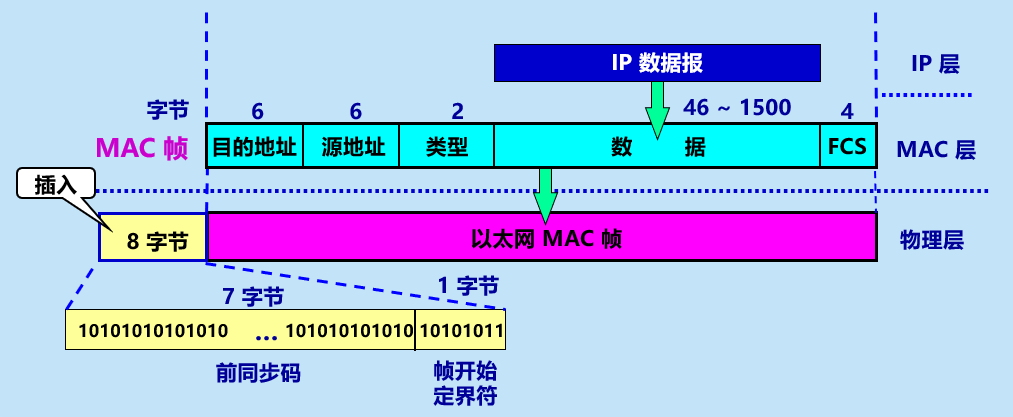 IP 数据报
IP 层
字节
6
6
2
46 ~ 1500
4
MAC 帧
目的地址
源地址
类型
数 据
FCS
MAC 层
插入
8 字节
以太网 MAC 帧
物理层
7 字节
1 字节
10101010101010 ... 101010101010
10101011
前同步码
帧开始
定界符